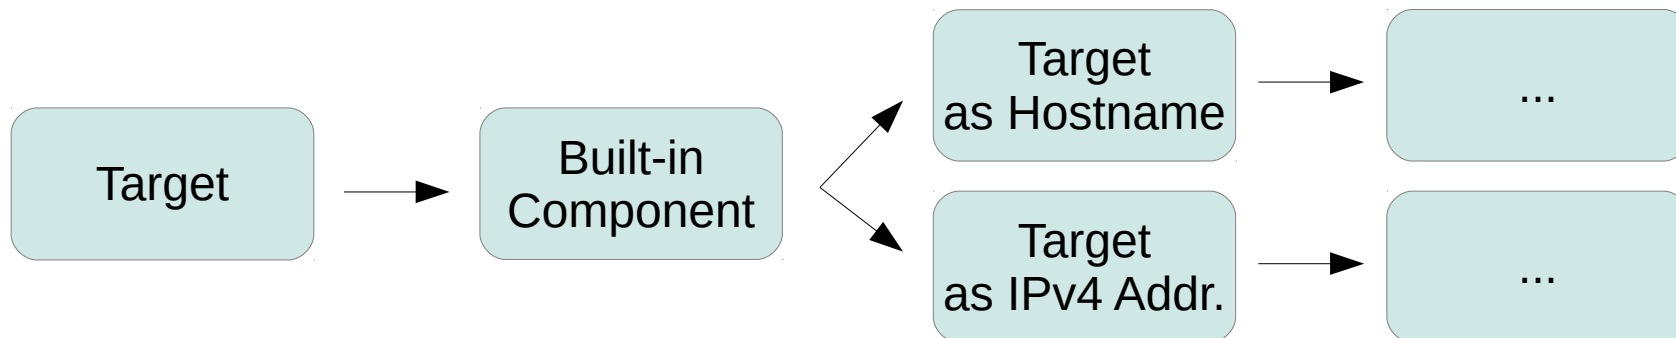 Target
Built-in
Component
Target
as Hostname
...
Target
as IPv4 Addr.
...